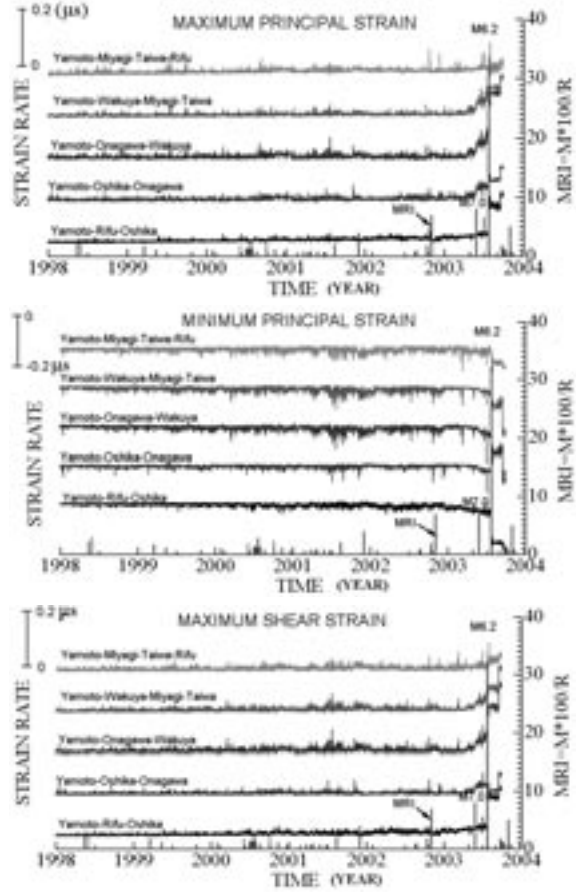 0.2 (μs)
MAXIMUM PRINCIPAL STRAIN
M6.2
40
0
Yamoto-Miyagi-Taiwa-Rifu
30
Yamoto-Wakuya-Miyagi-Taiwa
STRAIN RATE
MRI=M*100/R
Yamoto-Onagawa-Wakuya
20
Yamoto-Oshika-Onagawa
10
MRI
M7.0
Yamoto-Rifu-Oshika
0
1998 1999 2000 2001 2002 2003 2004
TIME (YEAR)
0
MINIMUM PRINCIPAL STRAIN
M6.2
40
Yamoto-Miyagi-Taiwa-Rifu
-0.2 μs
30
Yamoto-Wakuya-Miyagi-Taiwa
STRAIN RATE
MRI=M*100/R
Yamoto-Onagawa-Wakuya
20
Yamoto-Oshika-Onagawa
Yamoto-Rifu-Oshika
M7.0
10
MRI
0
1998 1999 2000 2001 2002 2003 2004
TIME (YEAR)
0.2 μs
MAXIMUM SHEAR STRAIN
M6.2
40
0
Yamoto-Miyagi-Taiwa-Rifu
30
Yamoto-Wakuya-Miyagi-Taiwa
STRAIN RATE
MRI=M*100/R
Yamoto-Onagawa-Wakuya
20
Yamoto-Oshika-Onagawa
10
MRI
M7.0
Yamoto-Rifu-Oshika
0
1998 1999 2000 2001 2002 2003 2004
TIME (YEAR)